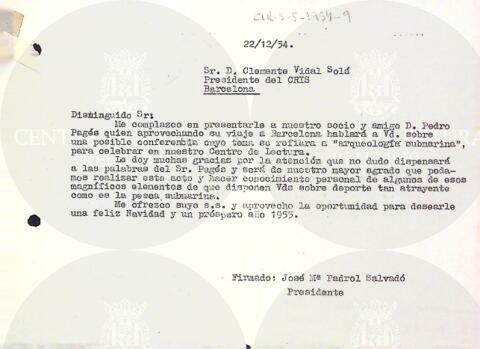 CLR-S-5-1954-9
22/12/54.
Sr. D. Clemente Vidal Solá
Presidente del CRIS
Barcelona
Distinguido Sr:
Me complazco en presentarle a nuestro socio y amigo D. Pedro
Pagés quien aprovechando su viaje a Barcelona hablará a Vd. sobre
una posible conferencia cuyo tema se refiera a "arqueología submarina",
para celebrar en nuestro Centro de Lectura.
Le doy muchas gracias por la atención que no dudo dispensará
a las palabras del Sr. Pagés y será de nuestro mayor agrado que poda-
mos realizar este acto y hacer conocimiento personal de algunos de esos
magníficos elementos de que disponen Vds sobre deporte tan atrayente
como es la pesca submarina.
Me ofrezco suyo s.s. y aprovecho la oportunidad para desearle
una feliz Navidad y un próspero año 1955.
Firmado: José Mª Padrol Salvadó
Presidente